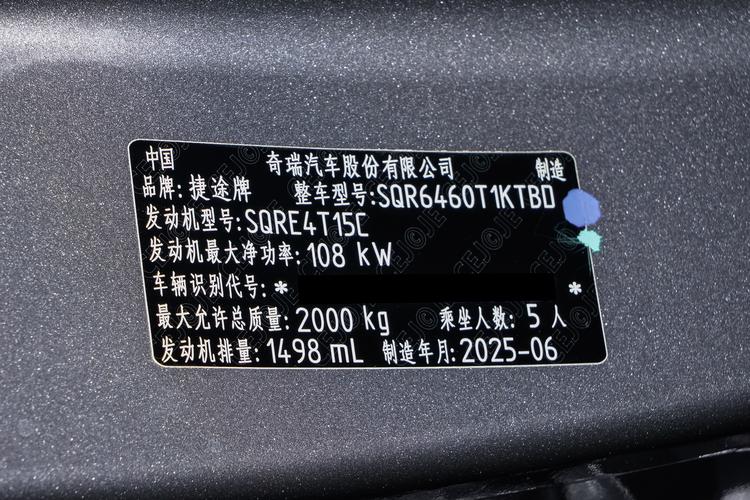 中国 奇瑞汽车股份有限公司 制造
品牌: 捷途牌 整车型号:SQR6460T1KTBD
发动机型号:SQRE4T15C
发动机最大净功率: 108 kW
车辆识别代号: * *
最大允许总质量: 2000 kg 乘坐人数: 5 人
发动机排量: 1498 mL 制造年月: 2025-06